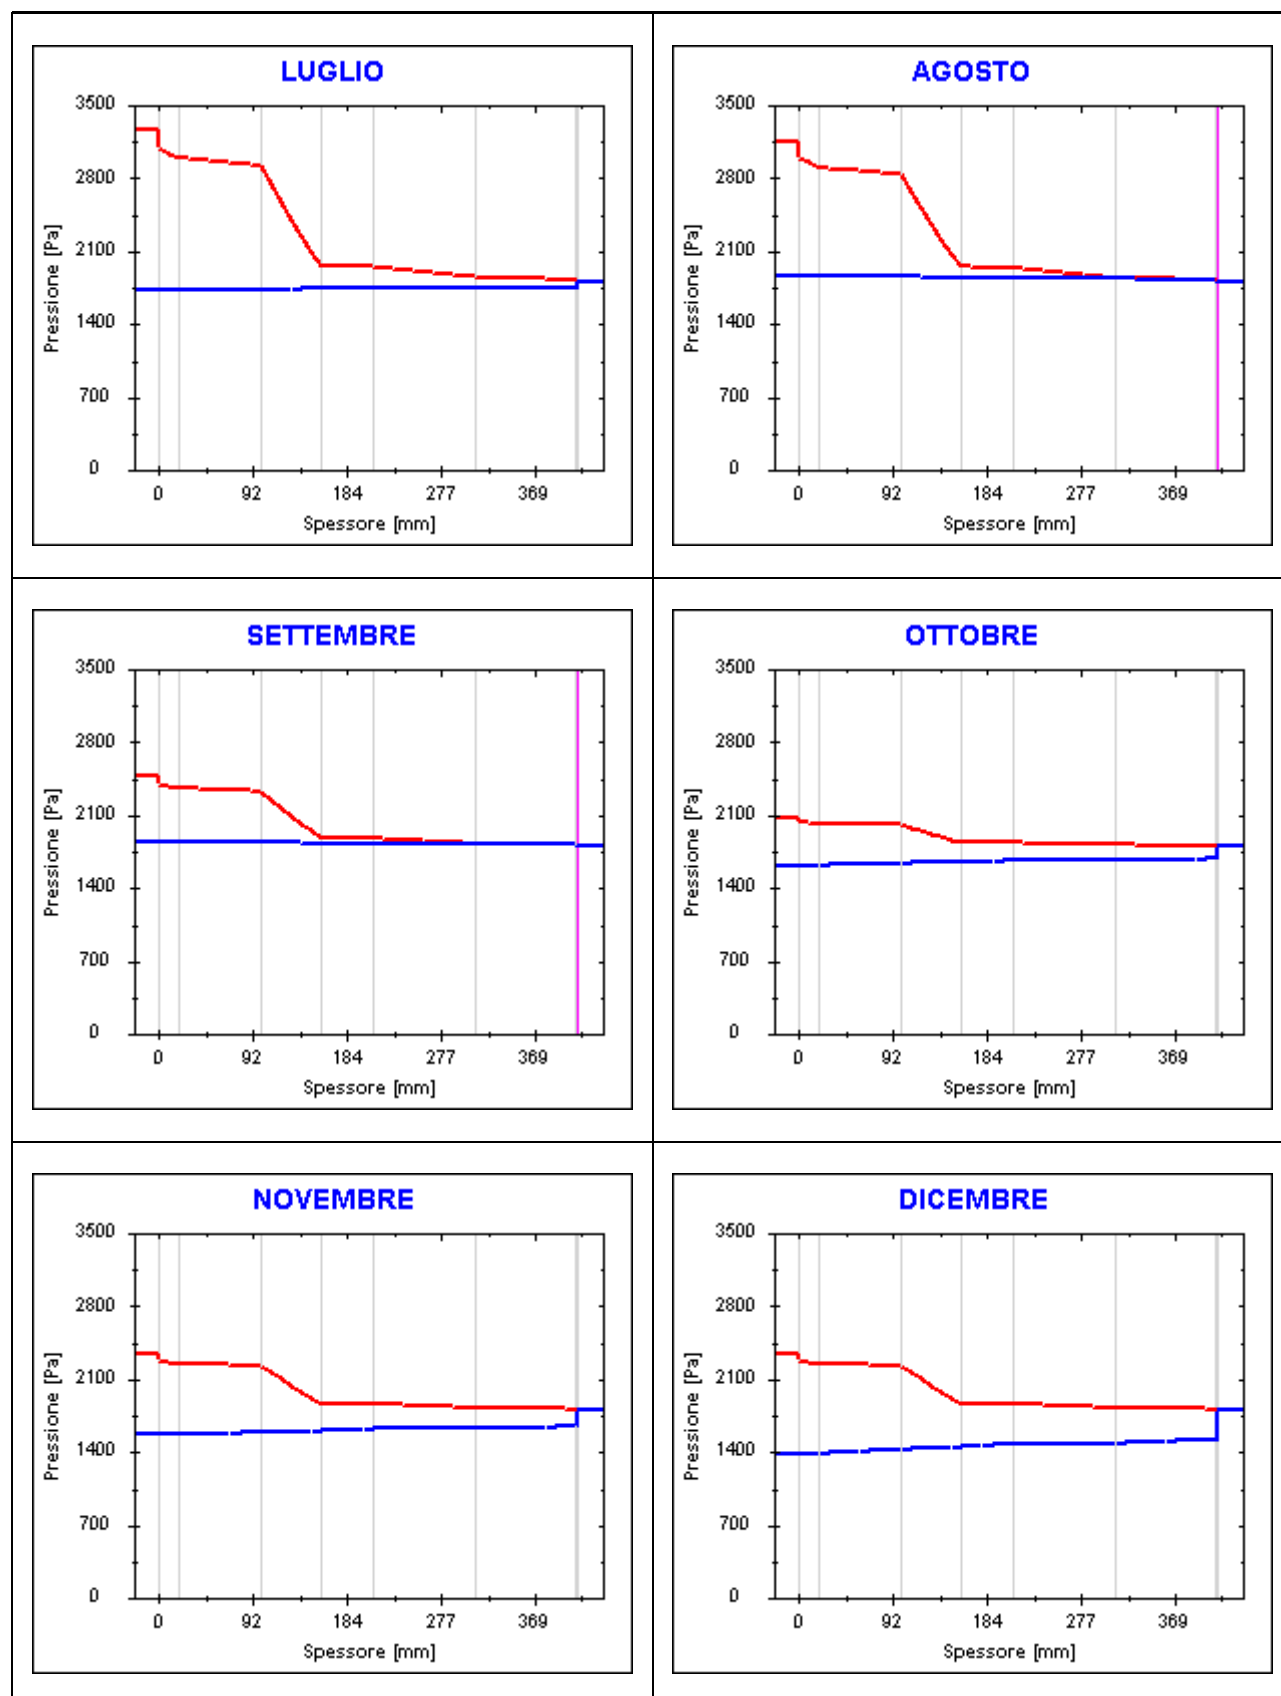 LUGLIO
3500
2800
2100
1400
700
0
Pressione [Pa]
0 92 184 277 369
Spessore [mm]
AGOSTO
3500
2800
2100
1400
700
0
Pressione [Pa]
0 92 184 277 369
Spessore [mm]
SETTEMBRE
3500
2800
2100
1400
700
0
Pressione [Pa]
0 92 184 277 369
Spessore [mm]
OTTOBRE
3500
2800
2100
1400
700
0
Pressione [Pa]
0 92 184 277 369
Spessore [mm]
NOVEMBRE
3500
2800
2100
1400
700
0
Pressione [Pa]
0 92 184 277 369
Spessore [mm]
DICEMBRE
3500
2800
2100
1400
700
0
Pressione [Pa]
0 92 184 277 369
Spessore [mm]